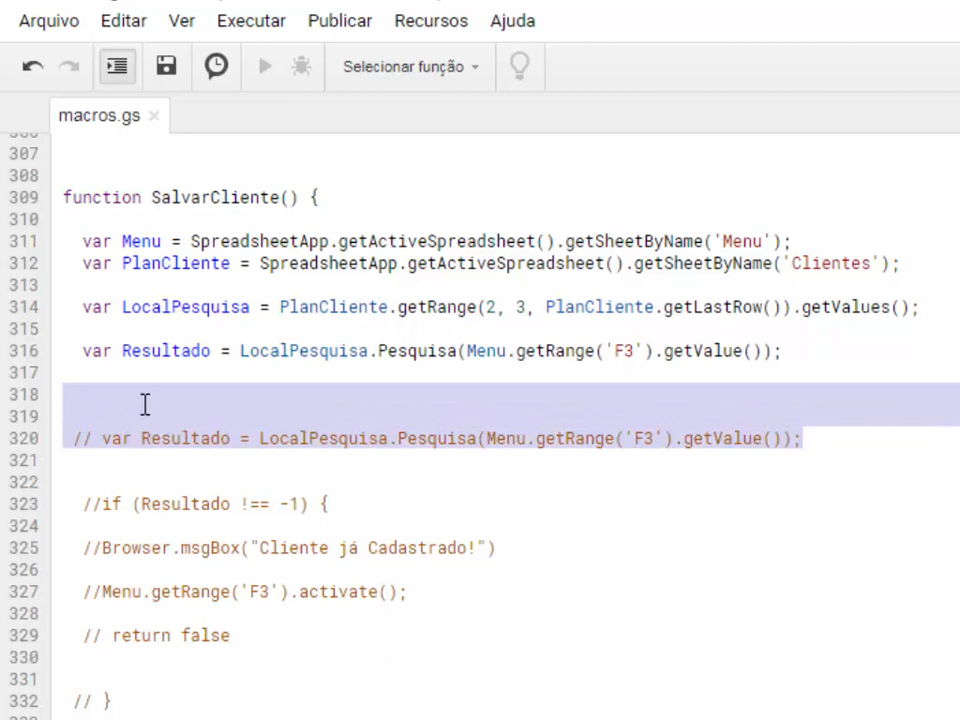 Arquivo Editar Ver Executar Publicar Recursos Ajuda
Selecionar função
macros.gs
307
308
309 function SalvarCliente() {
310
311 var Menu = SpreadsheetApp.getActiveSpreadsheet().getSheetByName('Menu');
312 var PlanCliente = SpreadsheetApp.getActiveSpreadsheet().getSheetByName('Clientes');
313
314 var LocalPesquisa = PlanCliente.getRange(2, 3, PlanCliente.getLastRow()).getValues();
315
316 var Resultado = LocalPesquisa.Pesquisa(Menu.getRange('F3').getValue());
317
318
319
320 // var Resultado = LocalPesquisa.Pesquisa(Menu.getRange('F3').getValue());
321
322
323 //if (Resultado !== -1) {
324
325 //Browser.msgBox("Cliente já Cadastrado!")
326
327 //Menu.getRange('F3').activate();
328
329 // return false
330
331
332 // }